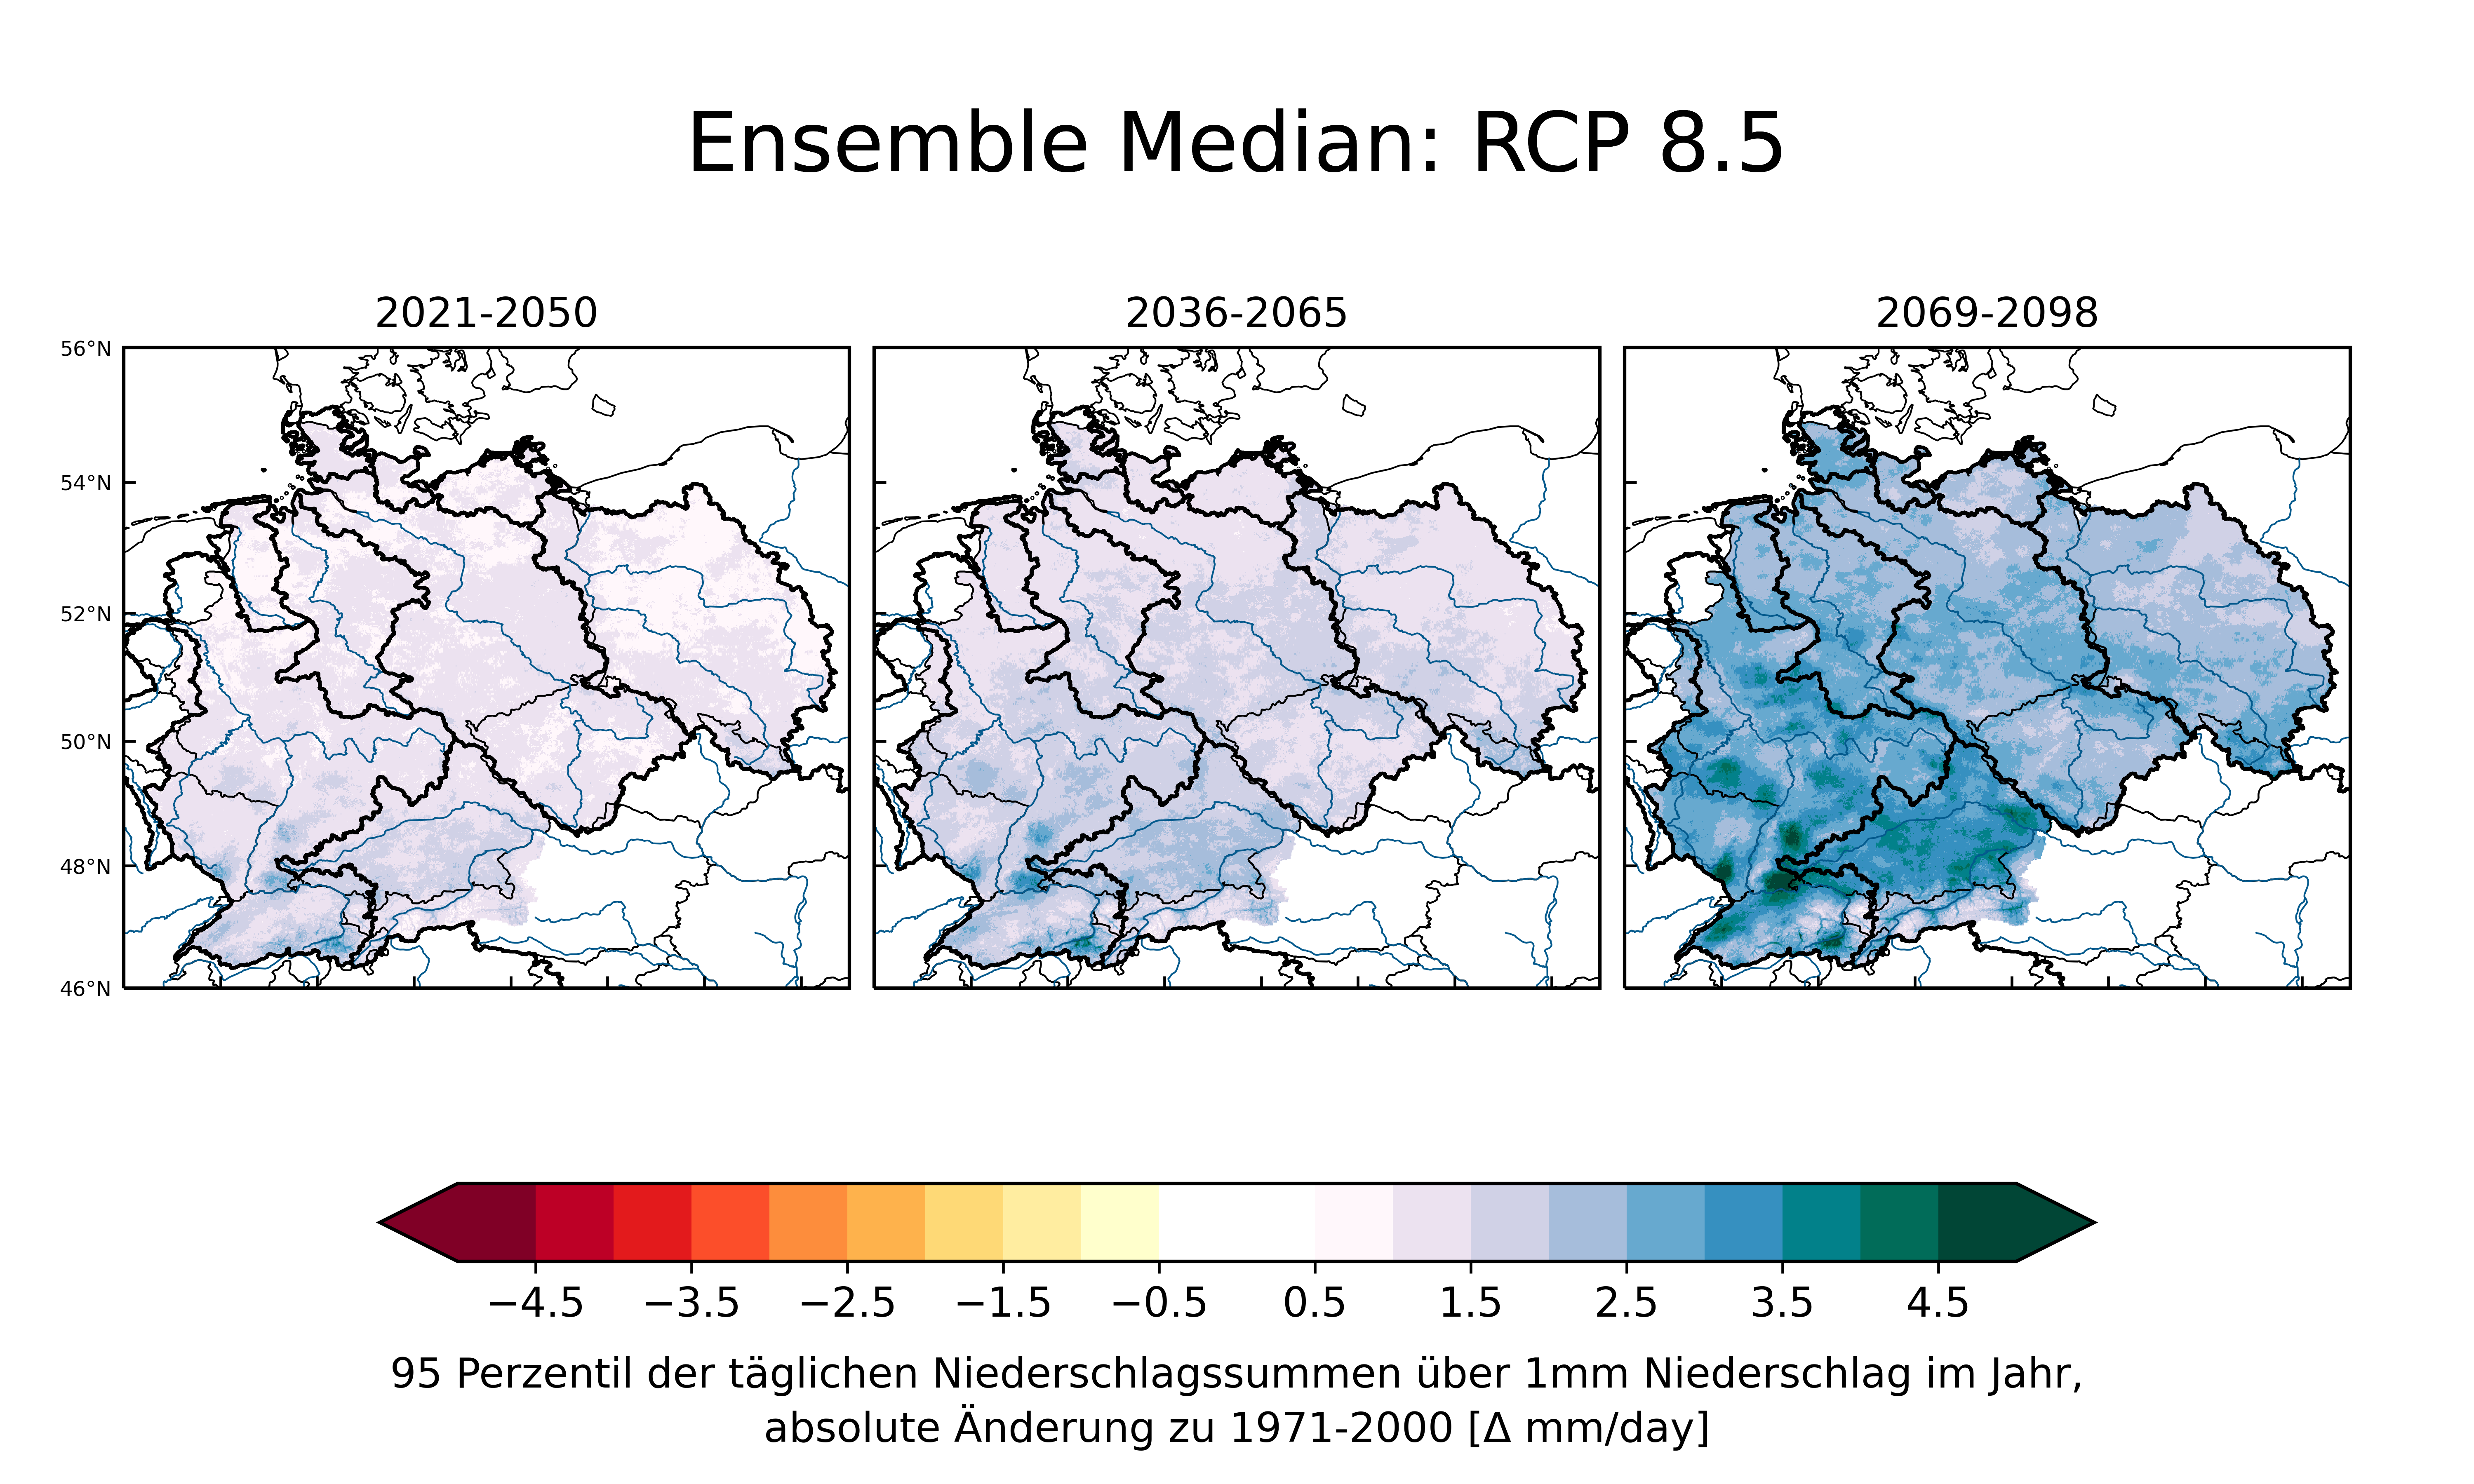 Ensemble Median: RCP 8.5
2021-2050
2036-2065
2069-2098
56°N
54°N
52°N
50°N
48°N
46°N
−4.5 −3.5 −2.5 −1.5 −0.5 0.5 1.5 2.5 3.5 4.5
95 Perzentil der täglichen Niederschlagssummen über 1mm Niederschlag im Jahr,
absolute Änderung zu 1971-2000 [Δ mm/day]